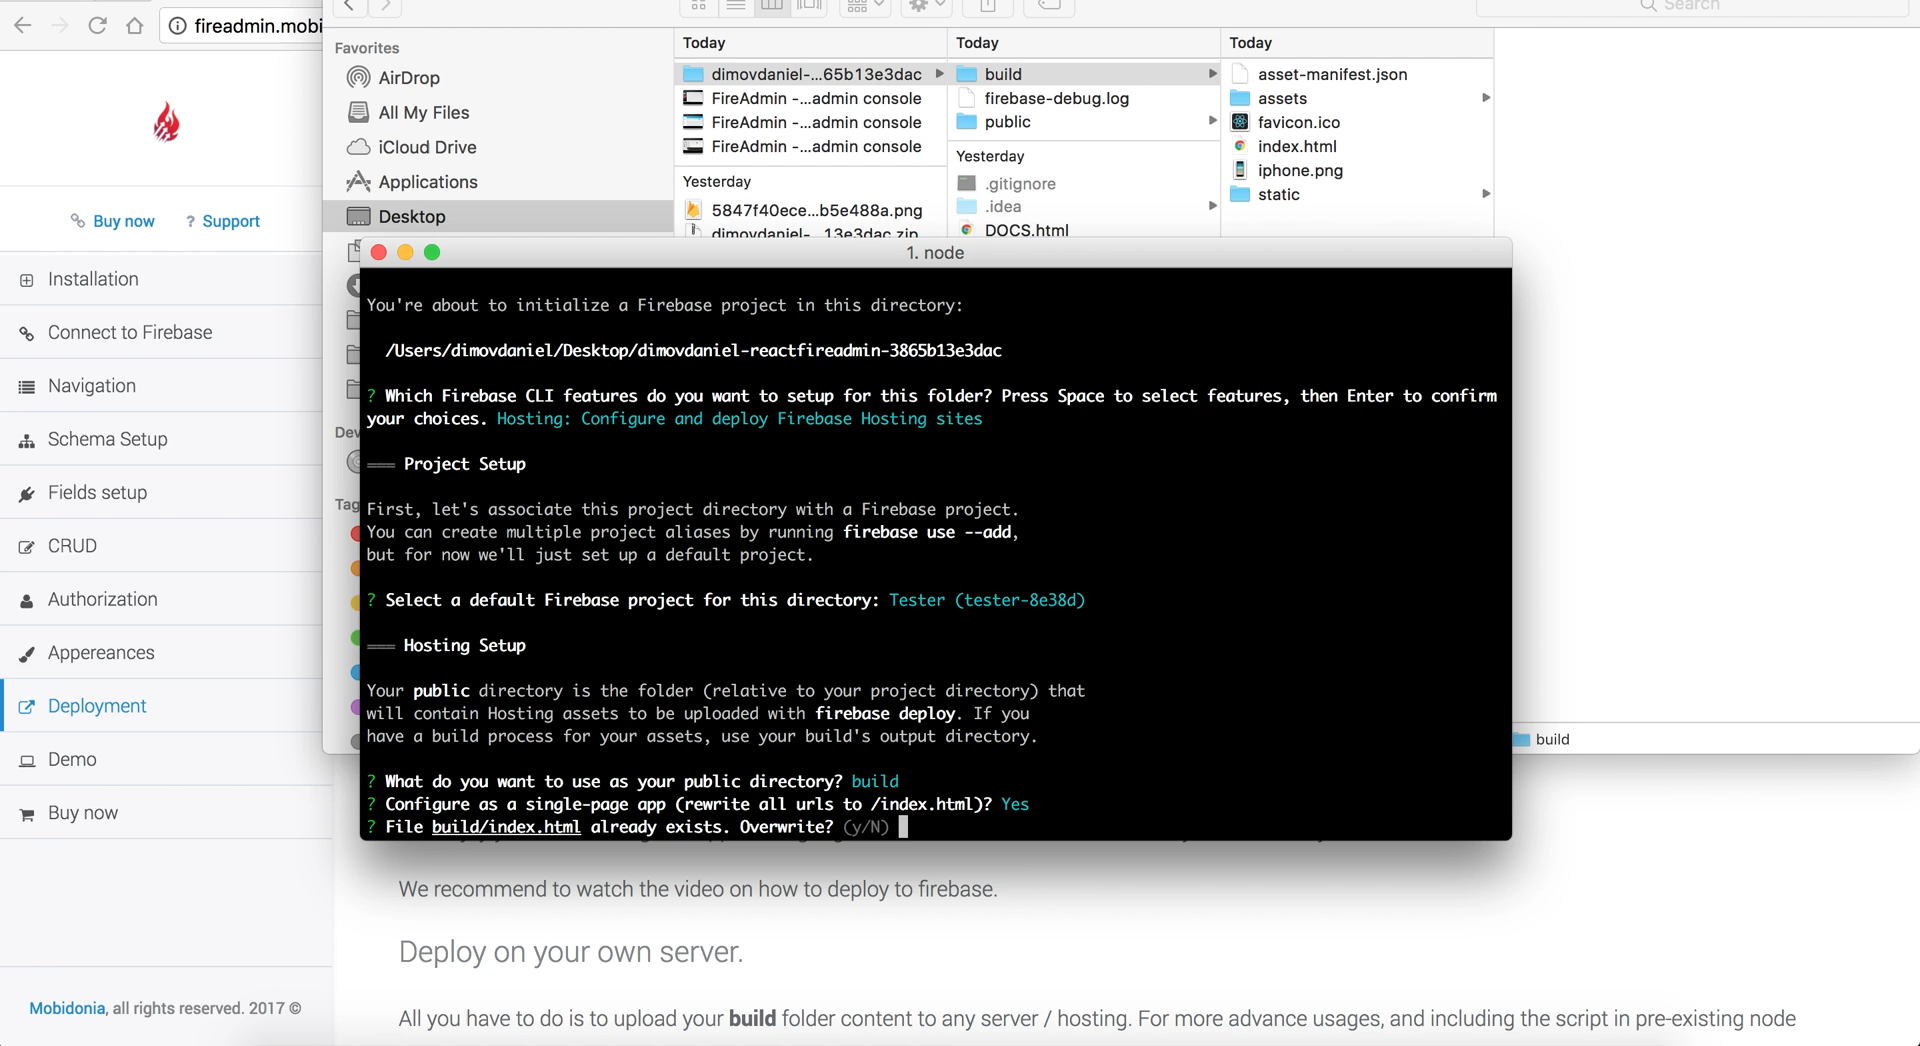 fireadmin.mobi
Search
Buy now
? Support
Installation
Connect to Firebase
Navigation
Schema Setup
Fields setup
CRUD
Authorization
Appereances
Deployment
Demo
Buy now
Mobidonia, all rights reserved. 2017 ©
Favorites
AirDrop
All My Files
iCloud Drive
Applications
Desktop
Dev
Tag
Today
dimovdaniel-...65b13e3dac
FireAdmin -...admin console
FireAdmin -...admin console
FireAdmin -...admin console
Yesterday
5847f40ece...b5e488a.png
dimovdaniel-...13e3dac.zip
Today
build
firebase-debug.log
public
Yesterday
.gitignore
.idea
DOCS.html
Today
asset-manifest.json
assets
favicon.ico
index.html
iphone.png
static
build
1. node
You're about to initialize a Firebase project in this directory:
/Users/dimovdaniel/Desktop/dimovdaniel-reactfireadmin-3865b13e3dac
? Which Firebase CLI features do you want to setup for this folder? Press Space to select features, then Enter to confirm
your choices. Hosting: Configure and deploy Firebase Hosting sites
=== Project Setup
First, let's associate this project directory with a Firebase project.
You can create multiple project aliases by running firebase use --add,
but for now we'll just set up a default project.
? Select a default Firebase project for this directory: Tester (tester-8e38d)
=== Hosting Setup
Your public directory is the folder (relative to your project directory) that
will contain Hosting assets to be uploaded with firebase deploy. If you
have a build process for your assets, use your build's output directory.
? What do you want to use as your public directory? build
? Configure as a single-page app (rewrite all urls to /index.html)? Yes
? File build/index.html already exists. Overwrite? (y/N)
We recommend to watch the video on how to deploy to firebase.
Deploy on your own server.
All you have to do is to upload your build folder content to any server / hosting. For more advance usages, and including the script in pre-existing node